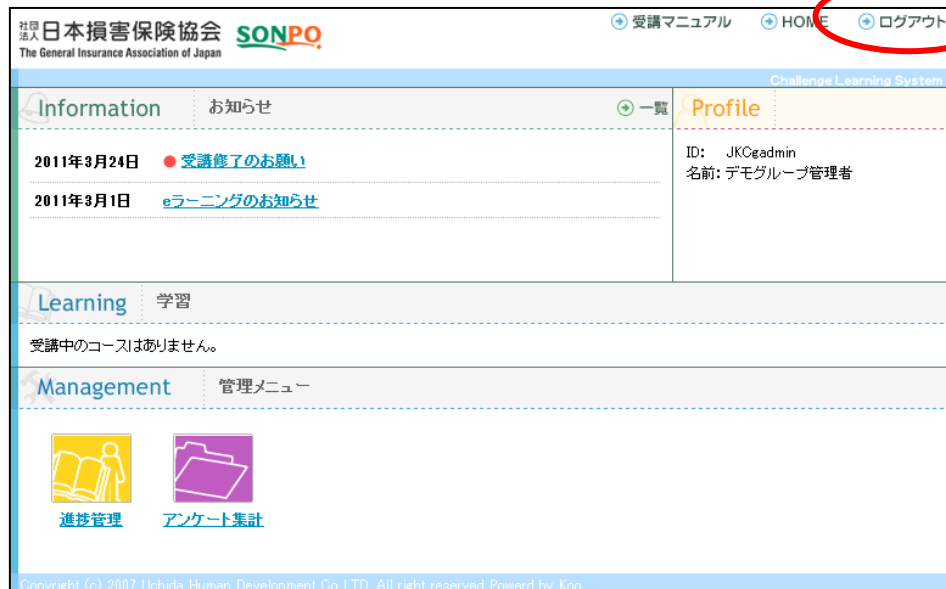 社団法人日本損害保険協会 SONPO
The General Insurance Association of Japan
受講マニュアル HOME ログアウト
Challenge Learning System
Information お知らせ 一覧 Profile
2011年3月24日 受講修了のお願い
2011年3月1日 eラーニングのお知らせ
ID: JKCgadmin
名前: デモグループ管理者
Learning 学習
受講中のコースはありません。
Management 管理メニュー
進捗管理 アンケート集計
Copyright (c) 2007 Uchida Human Development Co.LTD. All right reserved Powerd by Koo